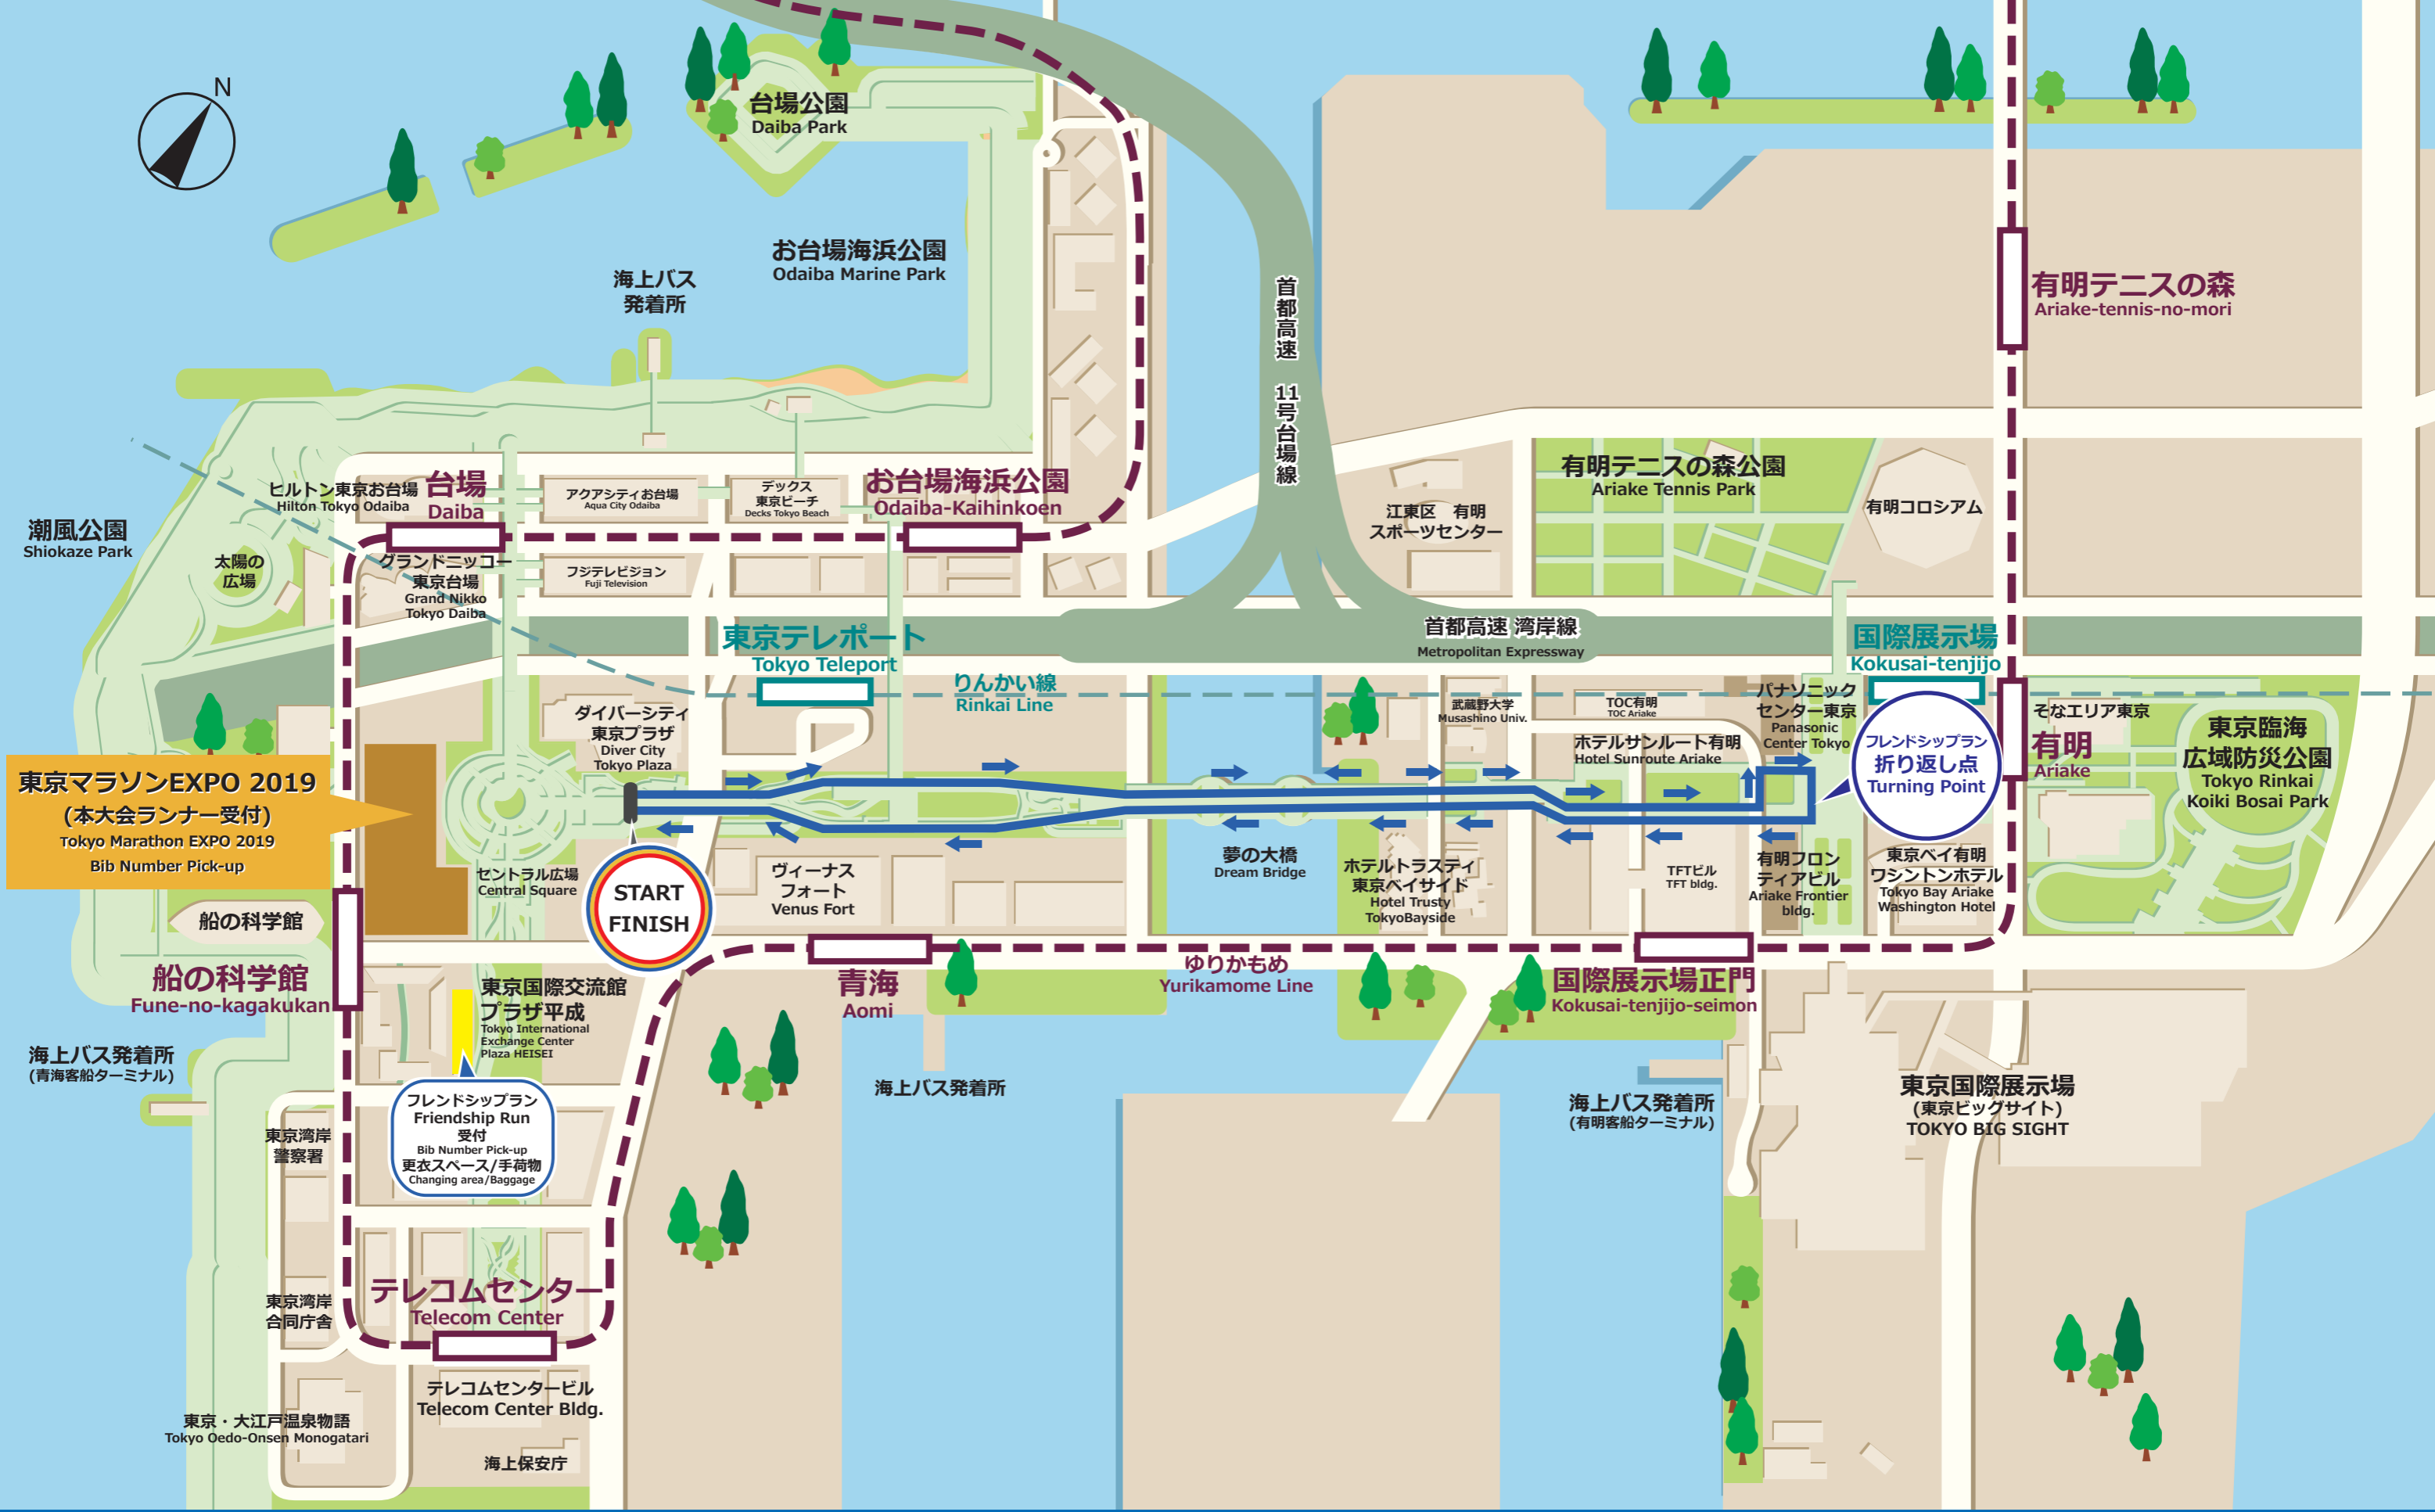 N
台場公園
Daiba Park
お台場海浜公園
Odaiba Marine Park
海上バス
発着所
首都高速 11号台場線
有明テニスの森
Ariake-tennis-no-mori
ヒルトン東京お台場
Hilton Tokyo Odaiba
台場
Daiba
アクアシティお台場
Aqua City Odaiba
デックス
東京ビーチ
Decks Tokyo Beach
お台場海浜公園
Odaiba-Kaihinkoen
江東区 有明
スポーツセンター
有明テニスの森公園
Ariake Tennis Park
有明コロシアム
潮風公園
Shiokaze Park
太陽の
広場
グランドニッコー
東京台場
Grand Nikko
Tokyo Daiba
フジテレビジョン
Fuji Television
東京テレポート
Tokyo Teleport
りんかい線
Rinkai Line
首都高速 湾岸線
Metropolitan Expressway
国際展示場
Kokusai-tenjijo
ダイバーシティ
東京プラザ
Diver City
Tokyo Plaza
武蔵野大学
Musashino Univ.
TOC有明
TOC Ariake
ホテルサンルート有明
Hotel Sunroute Ariake
パナソニック
センター東京
Panasonic
Center Tokyo
フレンドシップラン
折り返し点
Turning Point
そなエリア東京
有明
Ariake
東京臨海
広域防災公園
Tokyo Rinkai
Koiki Bosai Park
東京マラソンEXPO 2019
(本大会ランナー受付)
Tokyo Marathon EXPO 2019
Bib Number Pick-up
セントラル広場
Central Square
START
FINISH
ヴィーナス
フォート
Venus Fort
夢の大橋
Dream Bridge
ホテルトラスティ
東京ベイサイド
Hotel Trusty
TokyoBayside
TFTビル
TFT bldg.
有明フロン
ティアビル
Ariake Frontier
bldg.
東京ベイ有明
ワシントンホテル
Tokyo Bay Ariake
Washington Hotel
船の科学館
船の科学館
Fune-no-kagakukan
東京国際交流館
プラザ平成
Tokyo International
Exchange Center
Plaza HEISEI
青海
Aomi
ゆりかもめ
Yurikamome Line
国際展示場正門
Kokusai-tenjijo-seimon
海上バス発着所
(青海客船ターミナル)
フレンドシップラン
Friendship Run
受付
Bib Number Pick-up
更衣スペース/手荷物
Changing area/Baggage
海上バス発着所
海上バス発着所
(有明客船ターミナル)
東京国際展示場
(東京ビッグサイト)
TOKYO BIG SIGHT
東京湾岸
警察署
東京湾岸
合同庁舎
テレコムセンター
Telecom Center
テレコムセンタービル
Telecom Center Bldg.
東京・大江戸温泉物語
Tokyo Oedo-Onsen Monogatari
海上保安庁